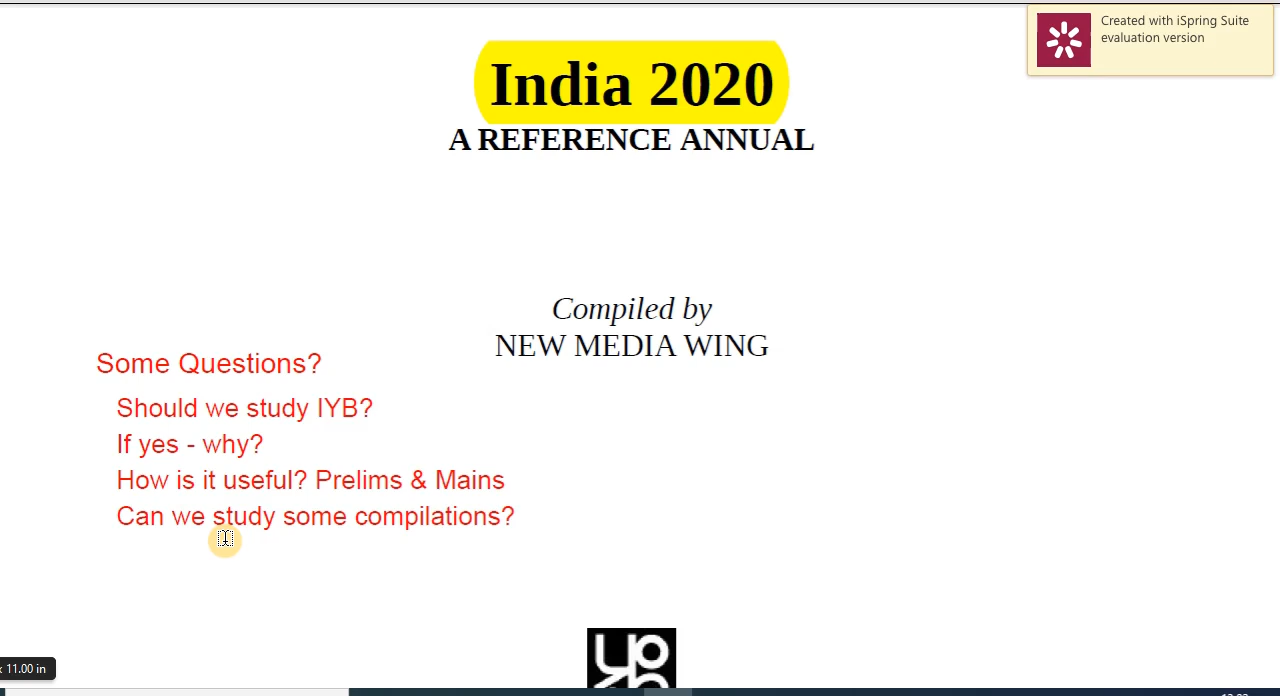 Created with iSpring Suite
evaluation version
India 2020
A REFERENCE ANNUAL
Compiled by
NEW MEDIA WING
Some Questions?
Should we study IYB?
If yes - why?
How is it useful? Prelims & Mains
Can we study some compilations?
x 11.00 in